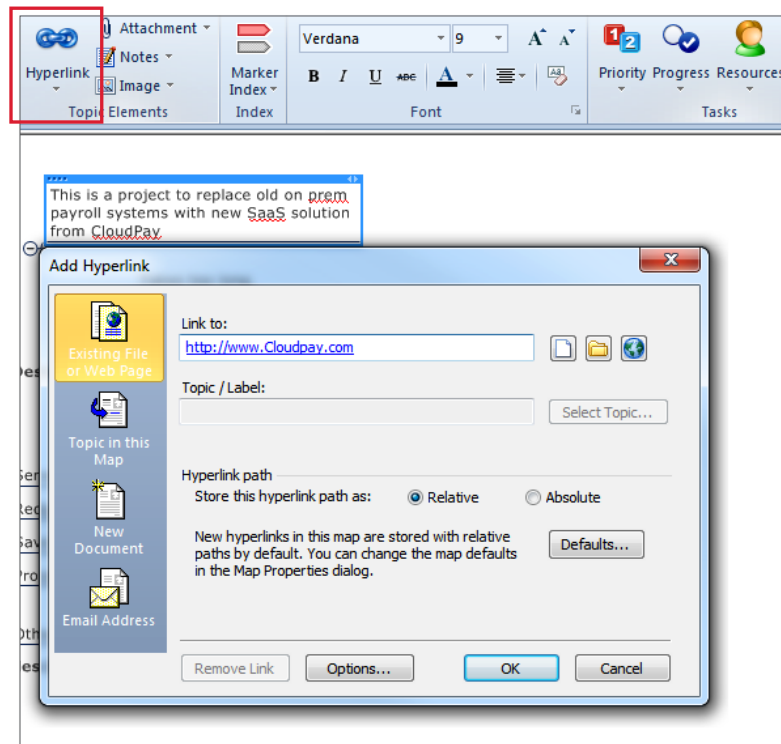 Attachment
Notes
Image
Hyperlink
Topic Elements
Marker
Index
Index
Verdana
9
A A
B I U ABC A
Font
Priority Progress Resources
Tasks
This is a project to replace old on prem
payroll systems with new SaaS solution
from CloudPay
Add Hyperlink
Existing File
or Web Page
Topic in this
Map
New
Document
Email Address
Link to:
http://www.Cloudpay.com
Topic / Label:
Select Topic...
Hyperlink path
Store this hyperlink path as:
Relative
Absolute
New hyperlinks in this map are stored with relative
paths by default. You can change the map defaults
in the Map Properties dialog.
Defaults...
Remove Link
Options...
OK
Cancel